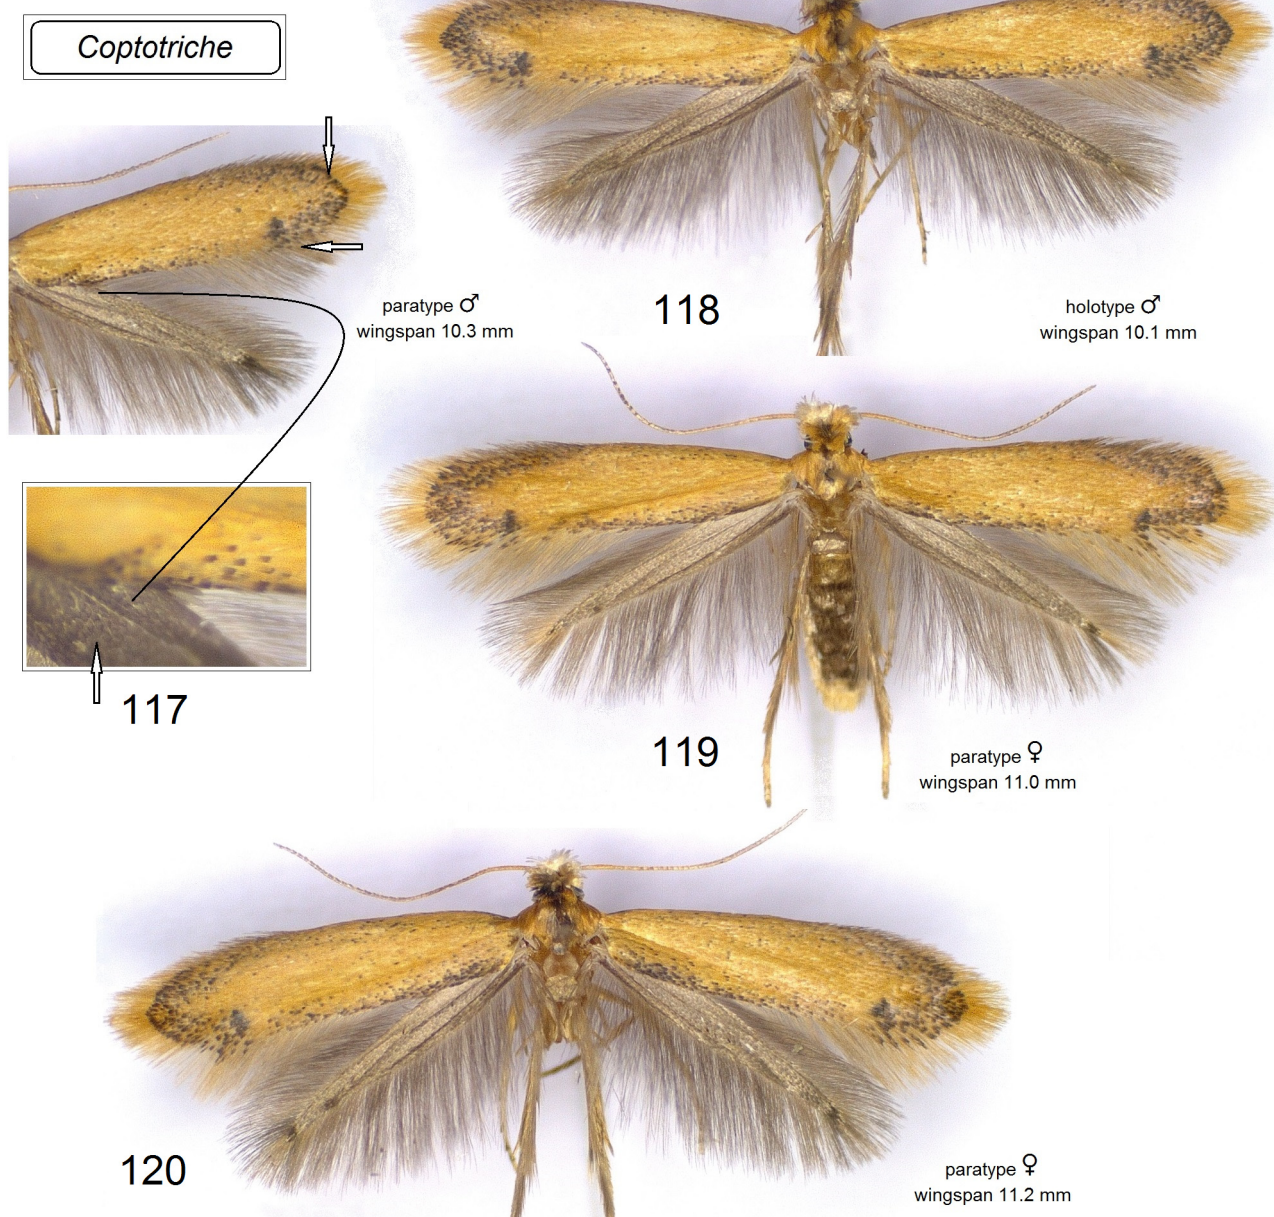 Coptotriche
paratype ♂
wingspan 10.3 mm
118
holotype ♂
wingspan 10.1 mm
117
119
paratype ♀
wingspan 11.0 mm
120
paratype ♀
wingspan 11.2 mm